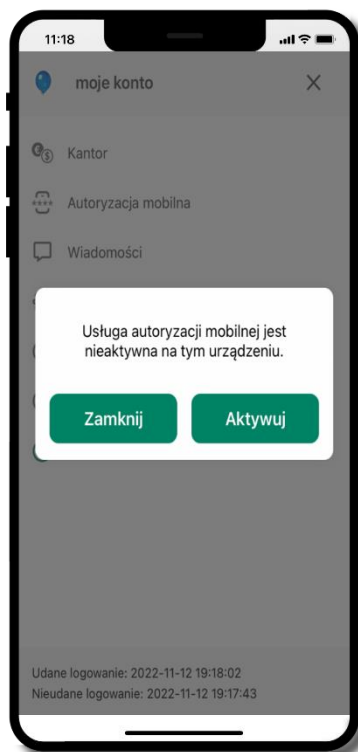 11:18
moje konto
Kantor
Autoryzacja mobilna
Wiadomości
Usługa autoryzacji mobilnej jest
nieaktywna na tym urządzeniu.
Zamknij Aktywuj
Udane logowanie: 2022-11-12 19:18:02
Nieudane logowanie: 2022-11-12 19:17:43